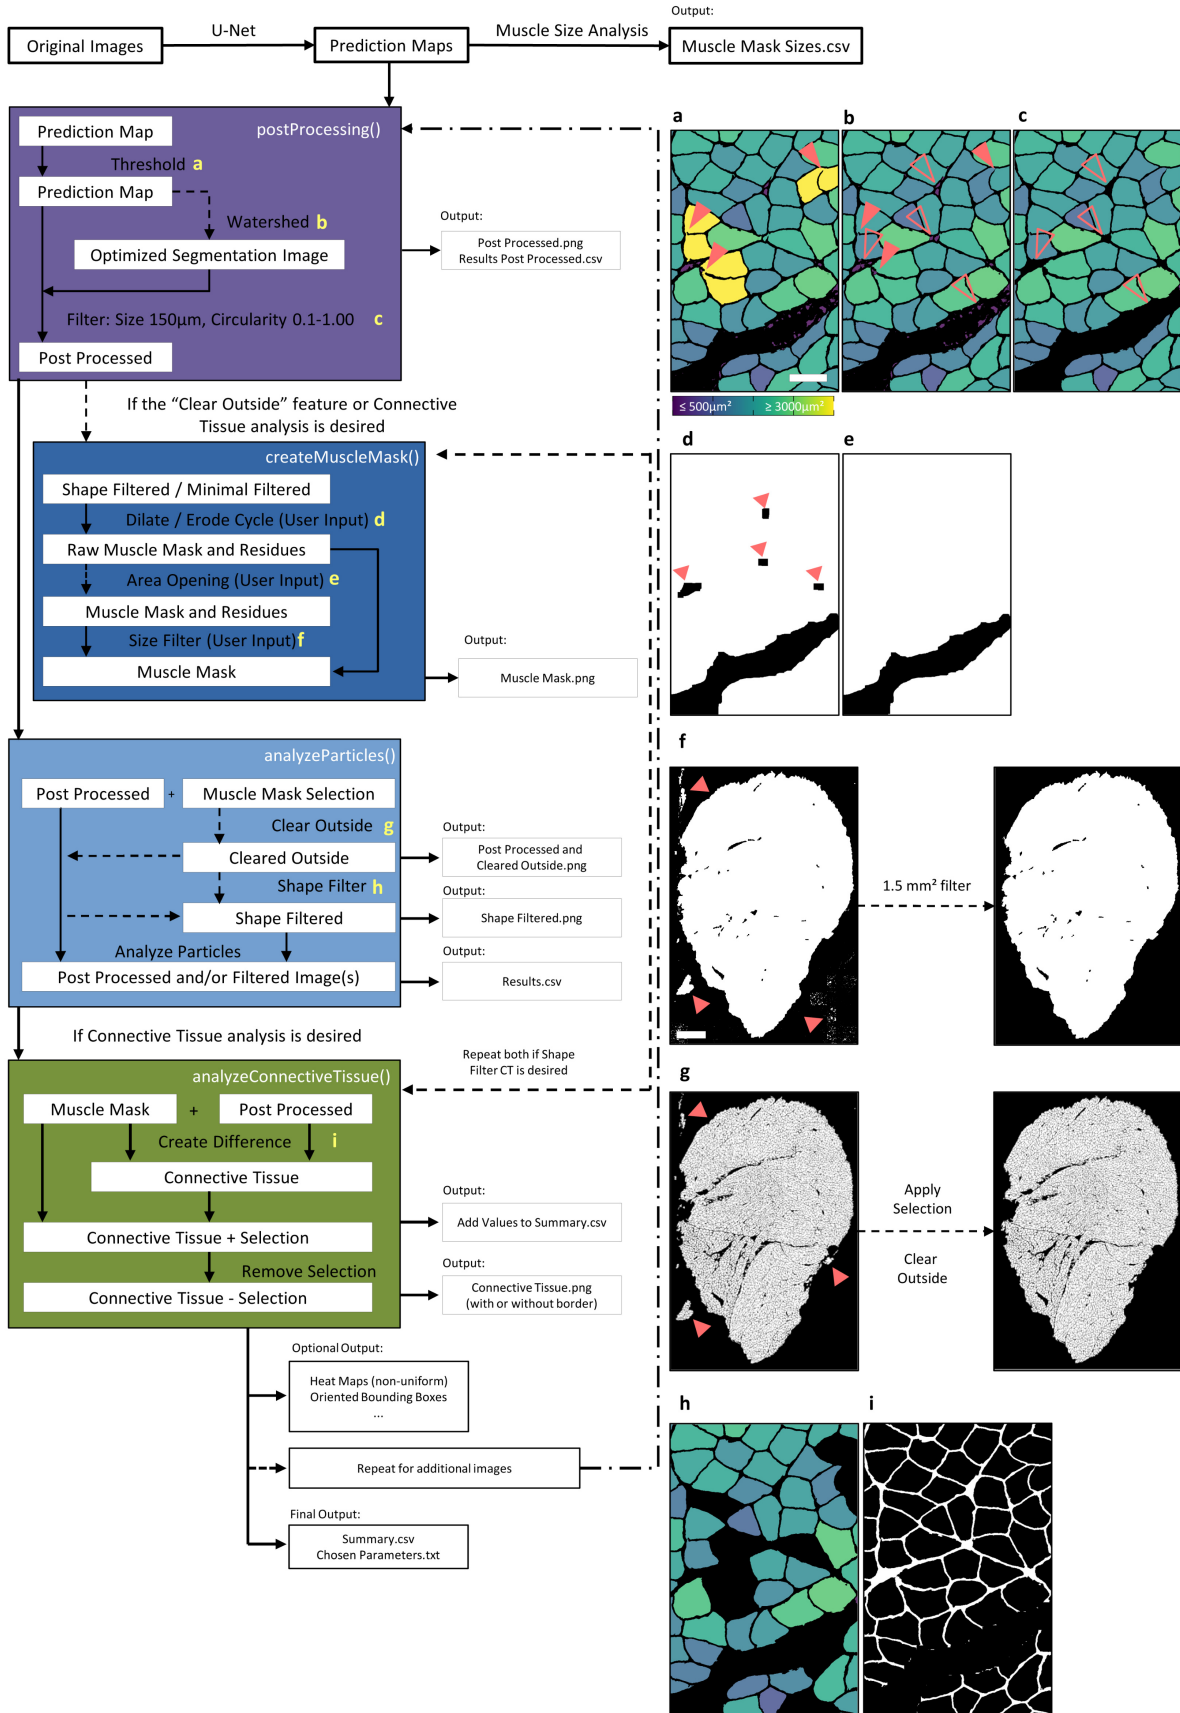 Output:
Original Images
U-Net
Prediction Maps
Muscle Size Analysis
Muscle Mask Sizes.csv
postProcessing()
Prediction Map
Threshold a
Prediction Map
Watershed b
Optimized Segmentation Image
Filter: Size 150µm, Circularity 0.1-1.00 c
Post Processed
Output:
Post Processed.png
Results Post Processed.csv
a
b
c
≤ 500µm²
≥ 3000µm²
If the “Clear Outside” feature or Connective
Tissue analysis is desired
createMuscleMask()
Shape Filtered / Minimal Filtered
Dilate / Erode Cycle (User Input) d
Raw Muscle Mask and Residues
Area Opening (User Input) e
Muscle Mask and Residues
Size Filter (User Input) f
Muscle Mask
Output:
Muscle Mask.png
d
e
analyzeParticles()
Post Processed
+
Muscle Mask Selection
Clear Outside g
Cleared Outside
Shape Filter h
Shape Filtered
Analyze Particles
Post Processed and/or Filtered Image(s)
Output:
Post Processed and
Cleared Outside.png
Output:
Shape Filtered.png
Output:
Results.csv
f
1.5 mm² filter
If Connective Tissue analysis is desired
Repeat both if Shape
Filter CT is desired
analyzeConnectiveTissue()
Muscle Mask
+
Post Processed
Create Difference i
Connective Tissue
Connective Tissue + Selection
Remove Selection
Connective Tissue - Selection
Output:
Add Values to Summary.csv
Output:
Connective Tissue.png
(with or without border)
g
Apply
Selection
Clear
Outside
Optional Output:
Heat Maps (non-uniform)
Oriented Bounding Boxes
...
Repeat for additional images
Final Output:
Summary.csv
Chosen Parameters.txt
h
i